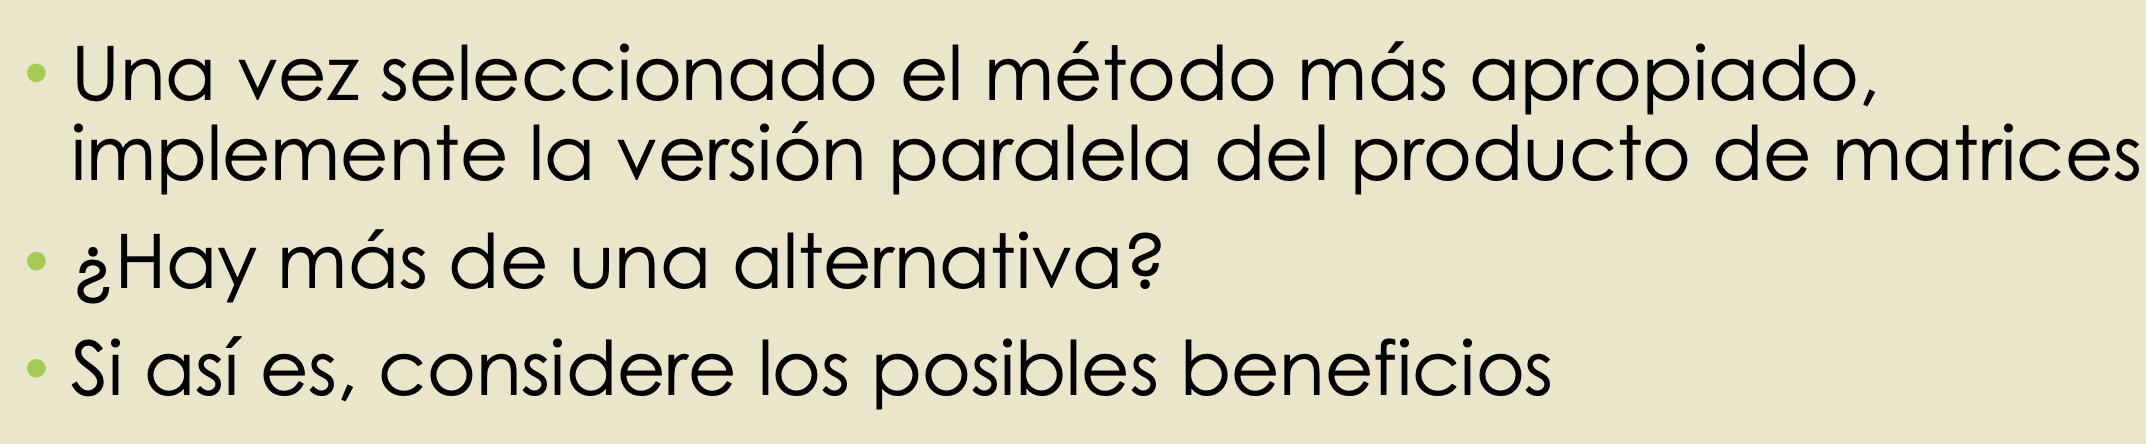 • Una vez seleccionado el método más apropiado,
implemente la versión paralela del producto de matrices
• ¿Hay más de una alternativa?
• Si así es, considere los posibles beneficios